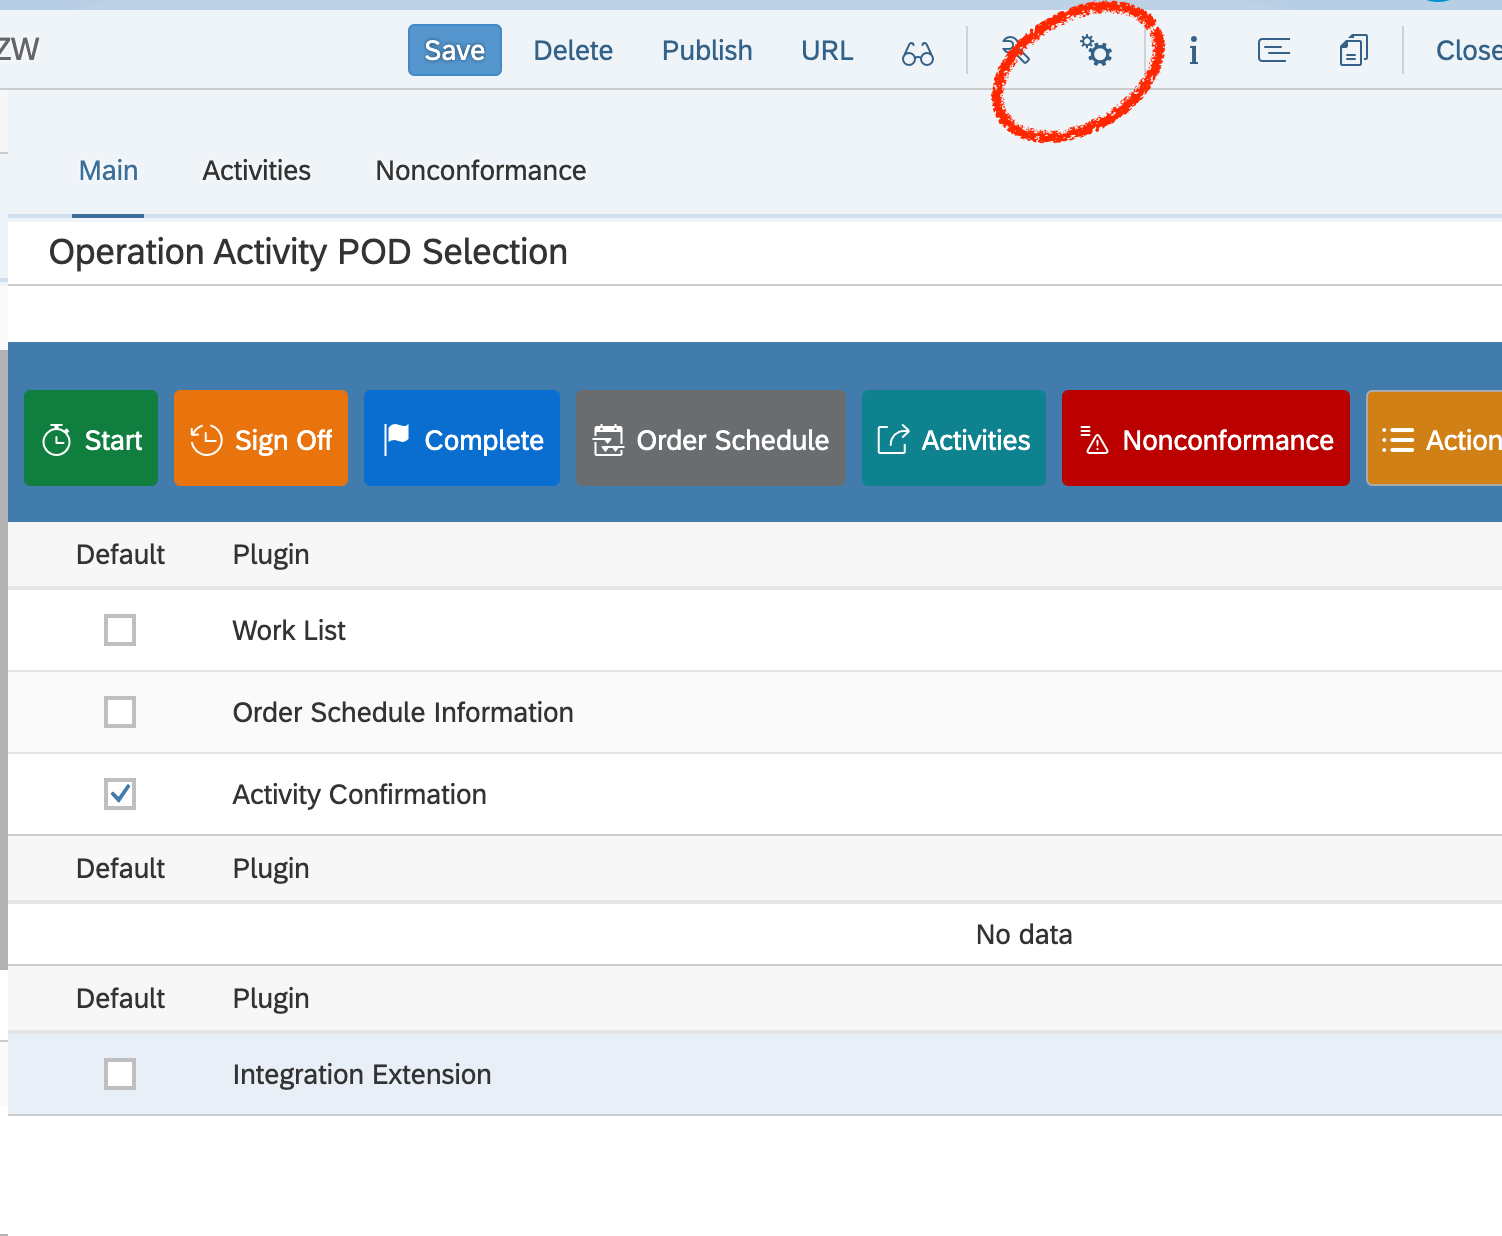 ZW Save Delete Publish URL Close
Main Activities Nonconformance
Operation Activity POD Selection
Start Sign Off Complete Order Schedule Activities Nonconformance Action
Default Plugin
Work List
Order Schedule Information
Activity Confirmation
Default Plugin
No data
Default Plugin
Integration Extension